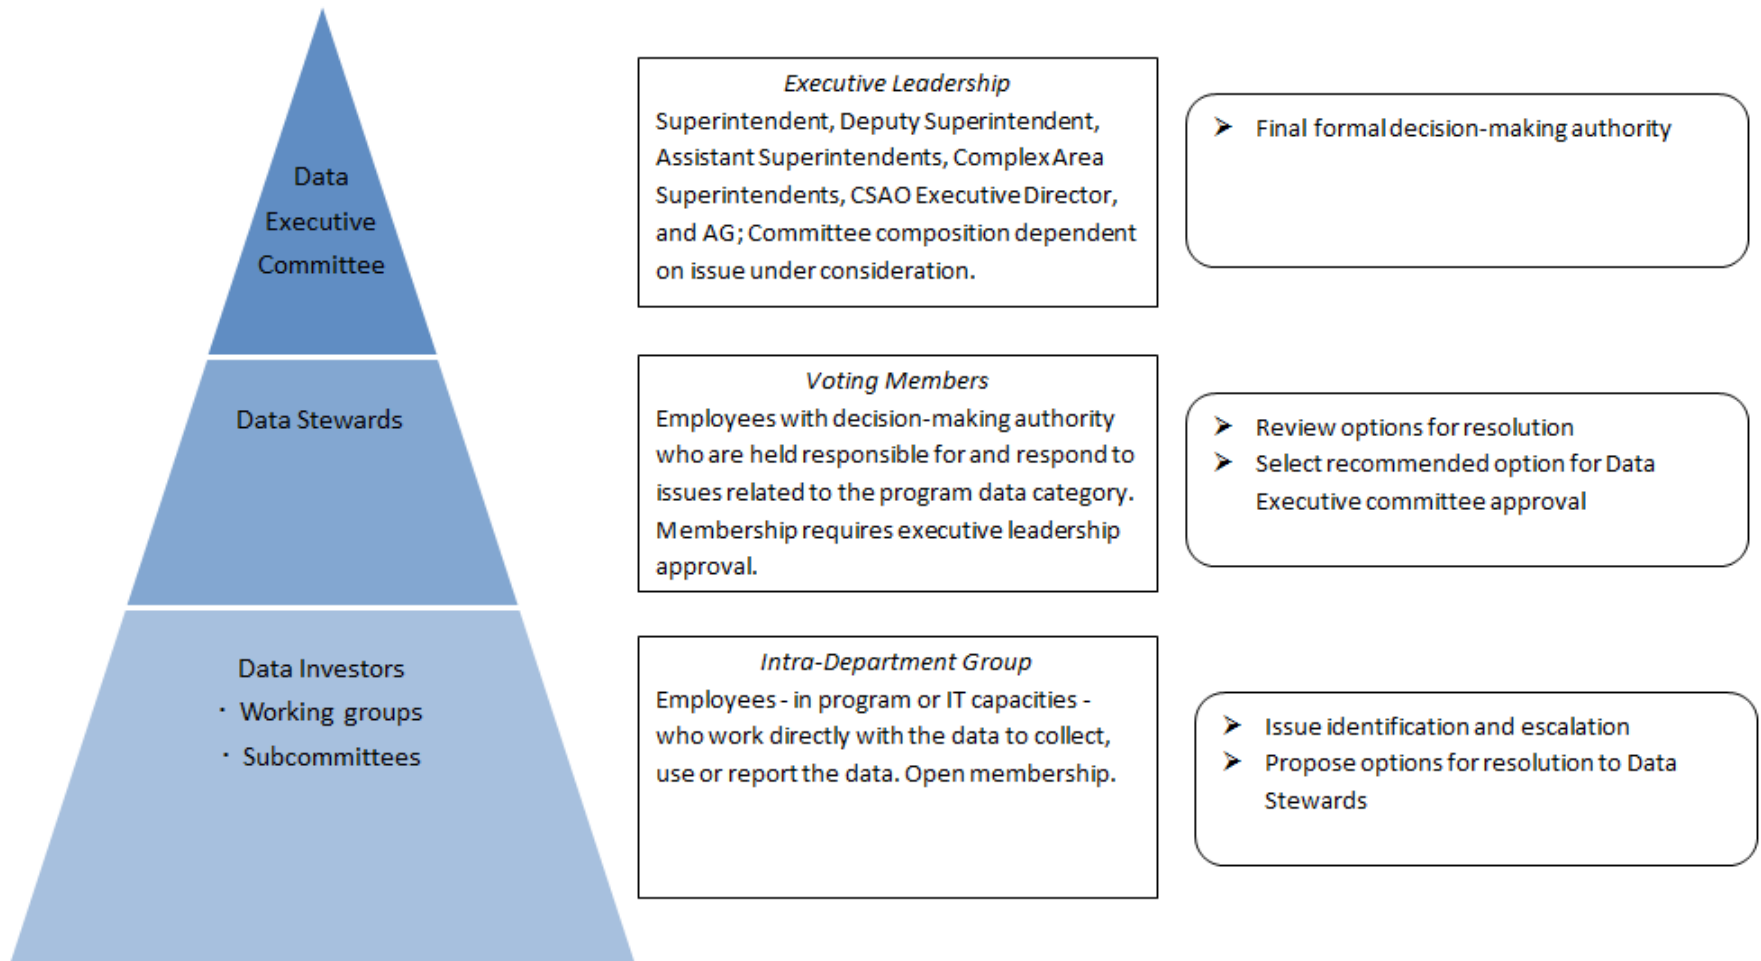 Data
Executive
Committee
Executive Leadership
Superintendent, Deputy Superintendent,
Assistant Superintendents, Complex Area
Superintendents, CSAO Executive Director,
and AG; Committee composition dependent
on issue under consideration.
➢ Final formal decision-making authority
Data Stewards
Voting Members
Employees with decision-making authority
who are held responsible for and respond to
issues related to the program data category.
Membership requires executive leadership
approval.
➢ Review options for resolution
➢ Select recommended option for Data
Executive committee approval
Data Investors
· Working groups
· Subcommittees
Intra-Department Group
Employees - in program or IT capacities -
who work directly with the data to collect,
use or report the data. Open membership.
➢ Issue identification and escalation
➢ Propose options for resolution to Data
Stewards